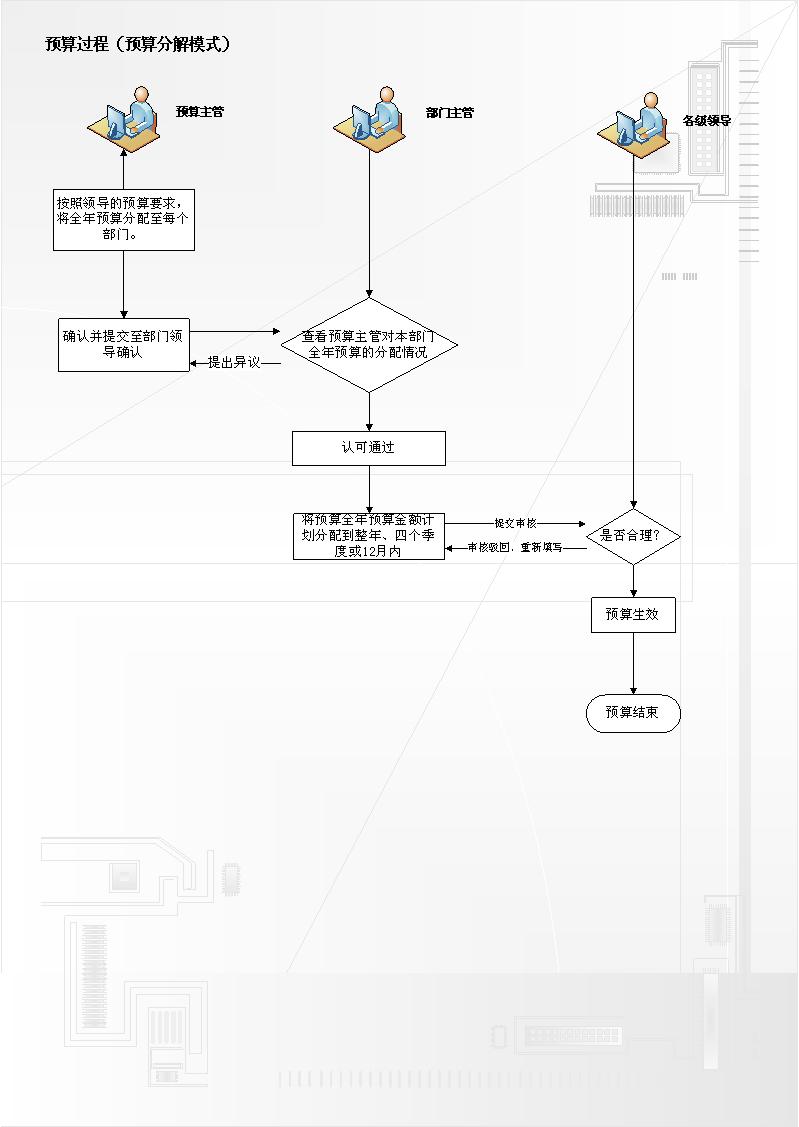 预算过程（预算分解模式）
预算主管
部门主管
各级领导
按照领导的预算要求，
将全年预算分配至每个
部门。
确认并提交至部门领
导确认
提出异议
查看预算主管对本部门
全年预算的分配情况
认可通过
将预算全年预算金额计
划分配到整年、四个季
度或12月内
提交审核
审核驳回，重新填写
是否合理？
预算生效
预算结束